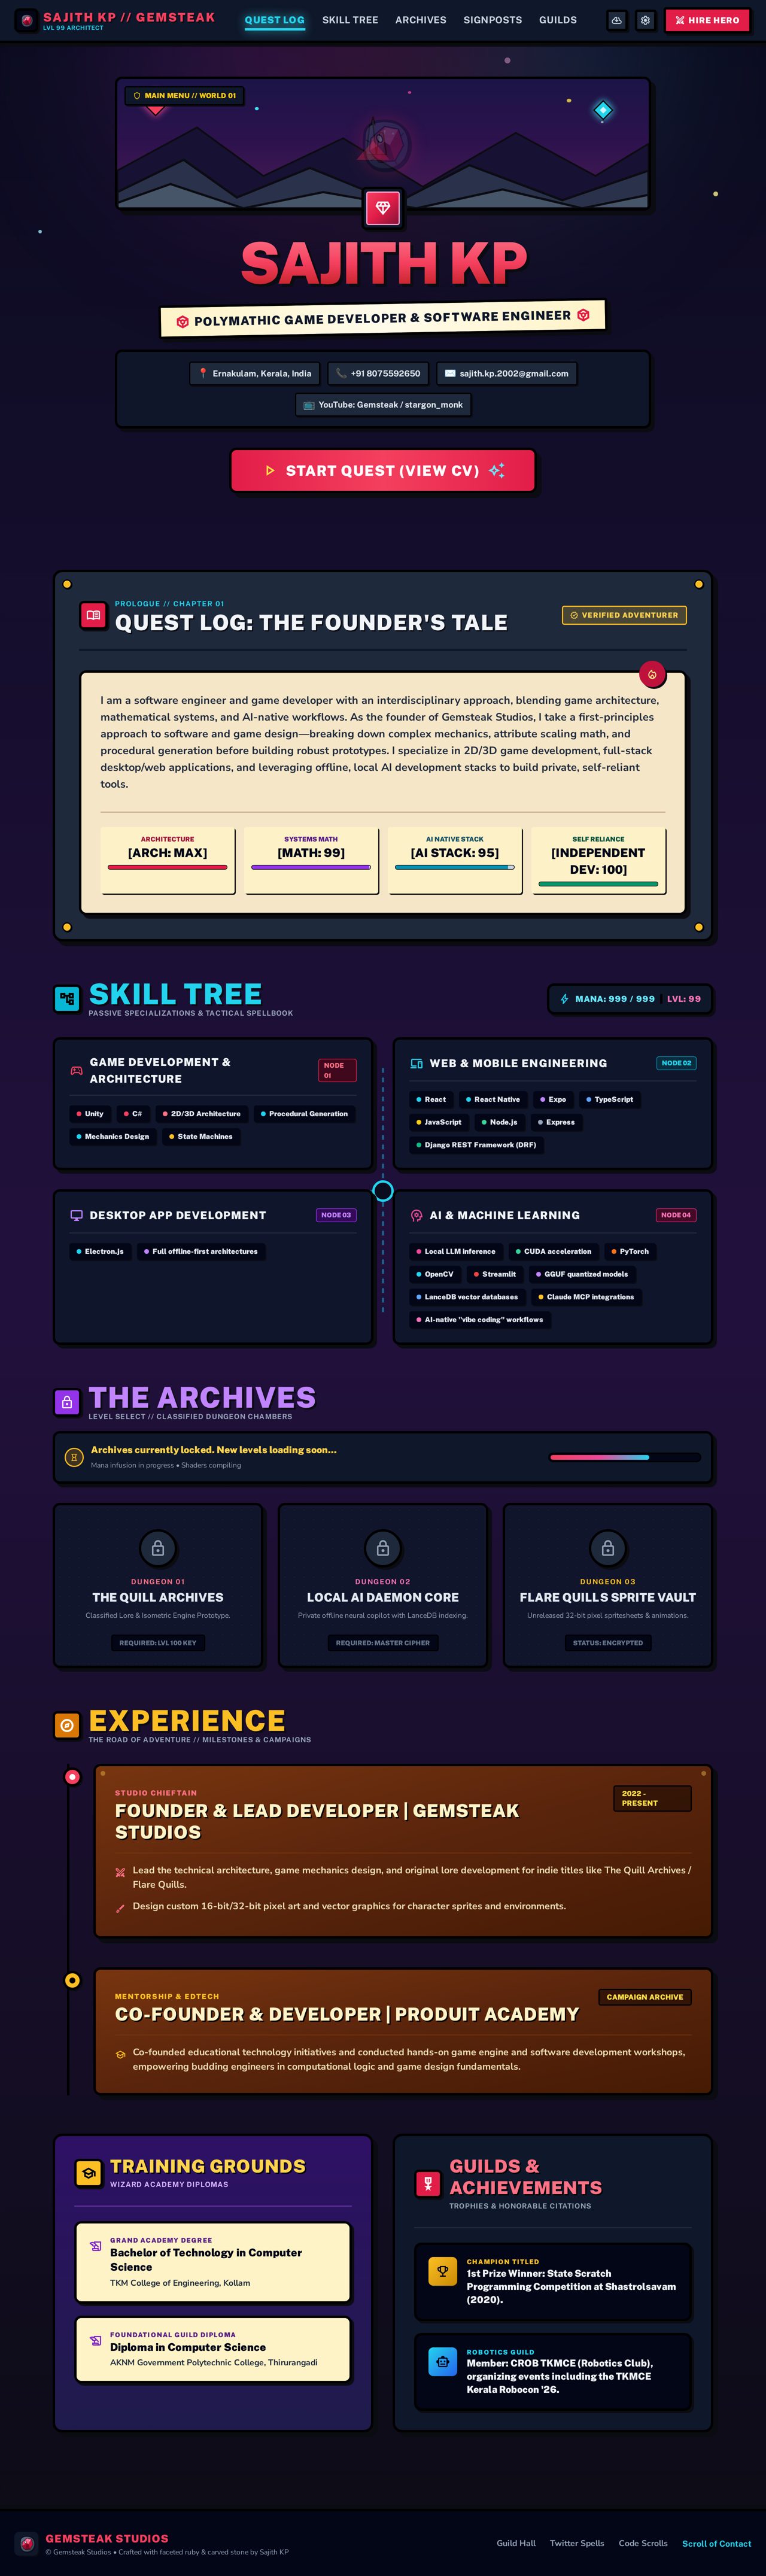 SAJITH KP // GEMSTEAK
LVL 99 ARCHITECT
QUEST LOG
SKILL TREE
ARCHIVES
SIGNPOSTS
GUILDS
HIRE HERO
MAIN MENU // WORLD 01
SAJITH KP
POLYMATHIC GAME DEVELOPER & SOFTWARE ENGINEER
Ernakulam, Kerala, India
+91 8075592650
sajith.kp.2002@gmail.com
YouTube: Gemsteak / stargon_monk
START QUEST (VIEW CV)
PROLOGUE // CHAPTER 01
QUEST LOG: THE FOUNDER'S TALE
VERIFIED ADVENTURER
I am a software engineer and game developer with an interdisciplinary approach, blending game architecture,
mathematical systems, and AI-native workflows. As the founder of Gemsteak Studios, I take a first-principles
approach to software and game design—breaking down complex mechanics, attribute scaling math, and
procedural generation before building robust prototypes. I specialize in 2D/3D game development, full-stack
desktop/web applications, and leveraging offline, local AI development stacks to build private, self-reliant
tools.
ARCHITECTURE
[ARCH: MAX]
SYSTEMS MATH
[MATH: 99]
AI NATIVE STACK
[AI STACK: 95]
SELF RELIANCE
[INDEPENDENT
DEV: 100]
SKILL TREE
PASSIVE SPECIALIZATIONS & TACTICAL SPELLBOOK
MANA: 999 / 999 | LVL: 99
GAME DEVELOPMENT &
ARCHITECTURE
NODE
01
Unity
C#
2D/3D Architecture
Procedural Generation
Mechanics Design
State Machines
WEB & MOBILE ENGINEERING
NODE 02
React
React Native
Expo
TypeScript
JavaScript
Node.js
Express
Django REST Framework (DRF)
DESKTOP APP DEVELOPMENT
NODE 03
Electron.js
Full offline-first architectures
AI & MACHINE LEARNING
NODE 04
Local LLM inference
CUDA acceleration
PyTorch
OpenCV
Streamlit
GGUF quantized models
LanceDB vector databases
Claude MCP integrations
AI-native "vibe coding" workflows
THE ARCHIVES
LEVEL SELECT // CLASSIFIED DUNGEON CHAMBERS
Archives currently locked. New levels loading soon...
Mana infusion in progress • Shaders compiling
DUNGEON 01
THE QUILL ARCHIVES
Classified Lore & Isometric Engine Prototype.
REQUIRED: LVL 100 KEY
DUNGEON 02
LOCAL AI DAEMON CORE
Private offline neural copilot with LanceDB indexing.
REQUIRED: MASTER CIPHER
DUNGEON 03
FLARE QUILLS SPRITE VAULT
Unreleased 32-bit pixel spritesheets & animations.
STATUS: ENCRYPTED
EXPERIENCE
THE ROAD OF ADVENTURE // MILESTONES & CAMPAIGNS
STUDIO CHIEFTAIN
FOUNDER & LEAD DEVELOPER | GEMSTEAK
STUDIOS
2022 -
PRESENT
Lead the technical architecture, game mechanics design, and original lore development for indie titles like The Quill Archives /
Flare Quills.
Design custom 16-bit/32-bit pixel art and vector graphics for character sprites and environments.
MENTORSHIP & EDTECH
CO-FOUNDER & DEVELOPER | PRODUIT ACADEMY
CAMPAIGN ARCHIVE
Co-founded educational technology initiatives and conducted hands-on game engine and software development workshops,
empowering budding engineers in computational logic and game design fundamentals.
TRAINING GROUNDS
WIZARD ACADEMY DIPLOMAS
GRAND ACADEMY DEGREE
Bachelor of Technology in Computer
Science
TKM College of Engineering, Kollam
FOUNDATIONAL GUILD DIPLOMA
Diploma in Computer Science
AKNM Government Polytechnic College, Thirurangadi
GUILDS &
ACHIEVEMENTS
TROPHIES & HONORABLE CITATIONS
CHAMPION TITLED
1st Prize Winner: State Scratch
Programming Competition at Shastrolsavam
(2020).
ROBOTICS GUILD
Member: CROB TKMCE (Robotics Club),
organizing events including the TKMCE
Kerala Robocon '26.
GEMSTEAK STUDIOS
© Gemsteak Studios • Crafted with faceted ruby & carved stone by Sajith KP
Guild Hall
Twitter Spells
Code Scrolls
Scroll of Contact